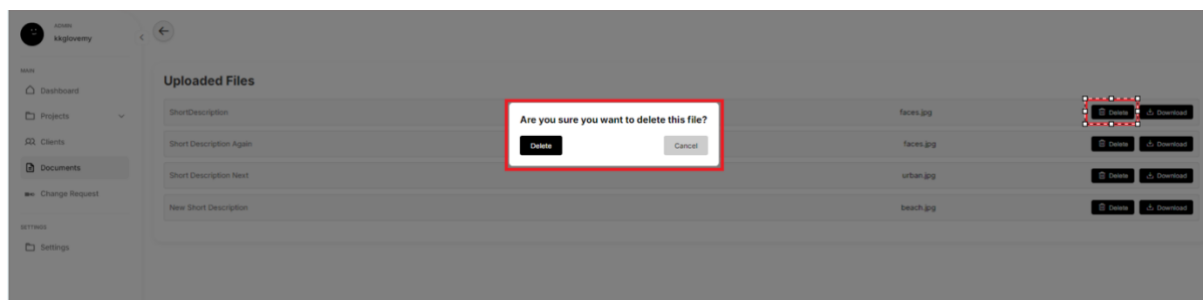 ADMIN
kkglovemy
MAIN
Dashboard
Projects
Clients
Documents
Change Request
SETTINGS
Settings
Uploaded Files
ShortDescription faces.jpg Delete Download
Short Description Again faces.jpg Delete Download
Short Description Next urban.jpg Delete Download
New Short Description beach.jpg Delete Download
Are you sure you want to delete this file?
Delete Cancel